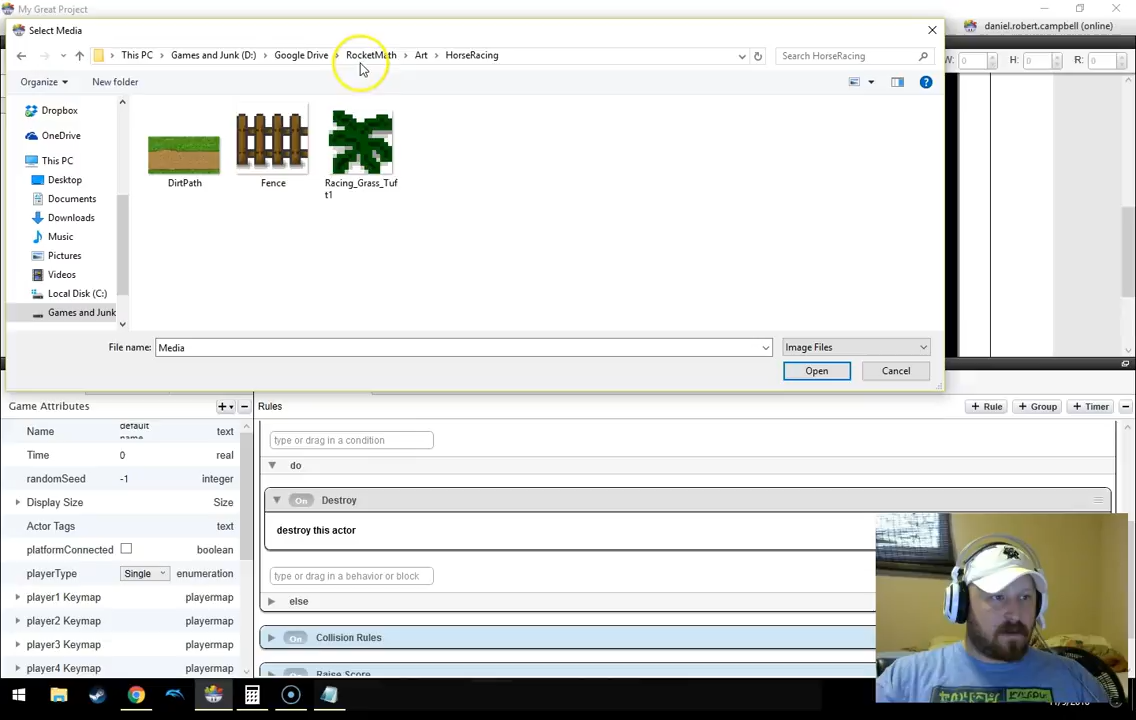 My Great Project
Select Media
daniel.robert.campbell (online)
This PC
Games and Junk (D:)
Google Drive
RocketMath
Art
HorseRacing
Search HorseRacing
W: 0
H: 0
R: 0
Organize
New folder
Dropbox
OneDrive
This PC
Desktop
Documents
Downloads
Music
Pictures
Videos
Local Disk (C:)
Games and Junk
DirtPath
Fence
Racing_Grass_Tuf
t1
File name:
Media
Image Files
Open
Cancel
Game Attributes
Rules
+ Rule
+ Group
+ Timer
Name
default
name
text
Time
0
real
randomSeed
-1
integer
Display Size
Size
Actor Tags
text
platformConnected
boolean
playerType
Single
enumeration
player1 Keymap
playermap
player2 Keymap
playermap
player3 Keymap
playermap
player4 Keymap
playermap
type or drag in a condition
do
On
Destroy
destroy this actor
type or drag in a behavior or block
else
On
Collision Rules
Raise Score